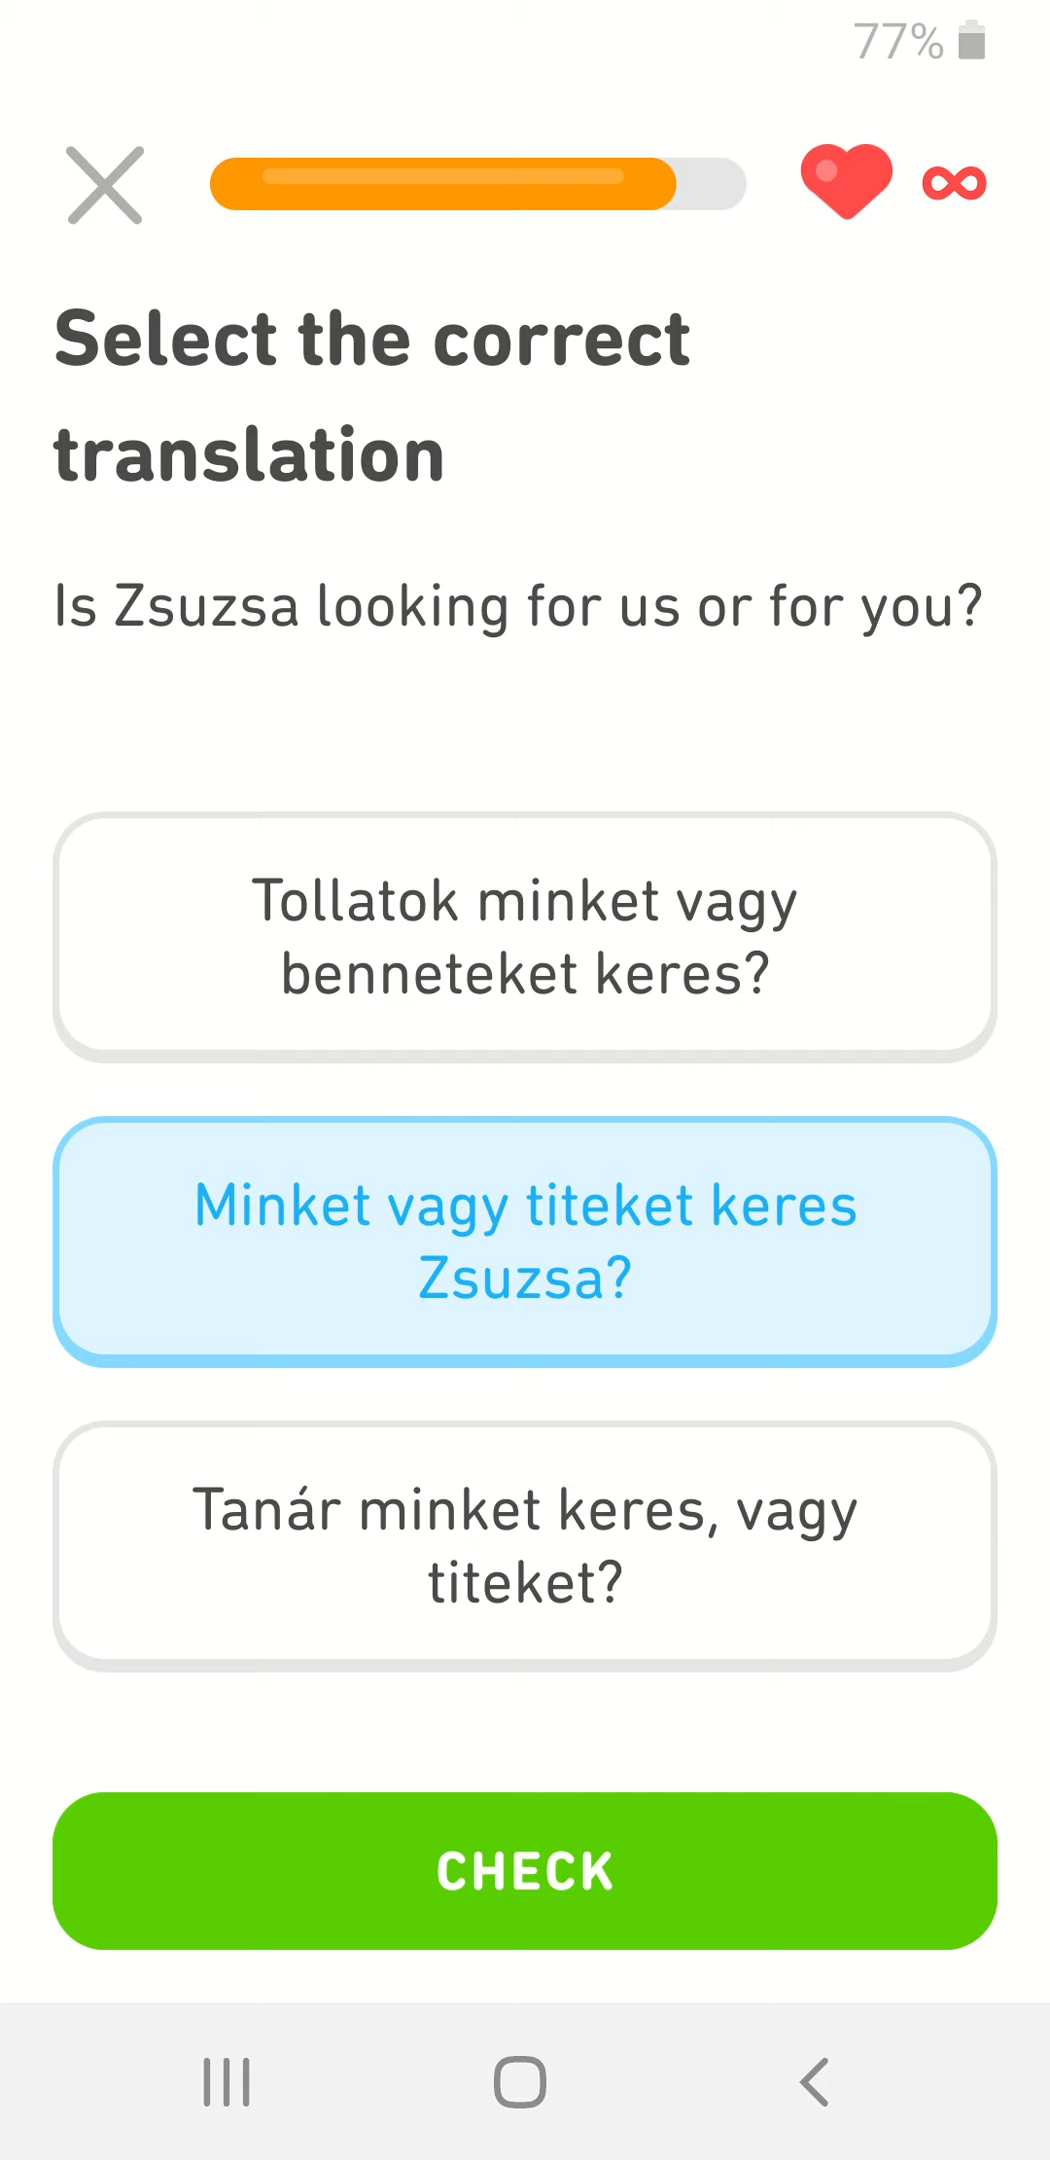 77%
Select the correct
translation
Is Zsuzsa looking for us or for you?
Tollatok minket vagy
benneteket keres?
Minket vagy titeket keres
Zsuzsa?
Tanár minket keres, vagy
titeket?
CHECK